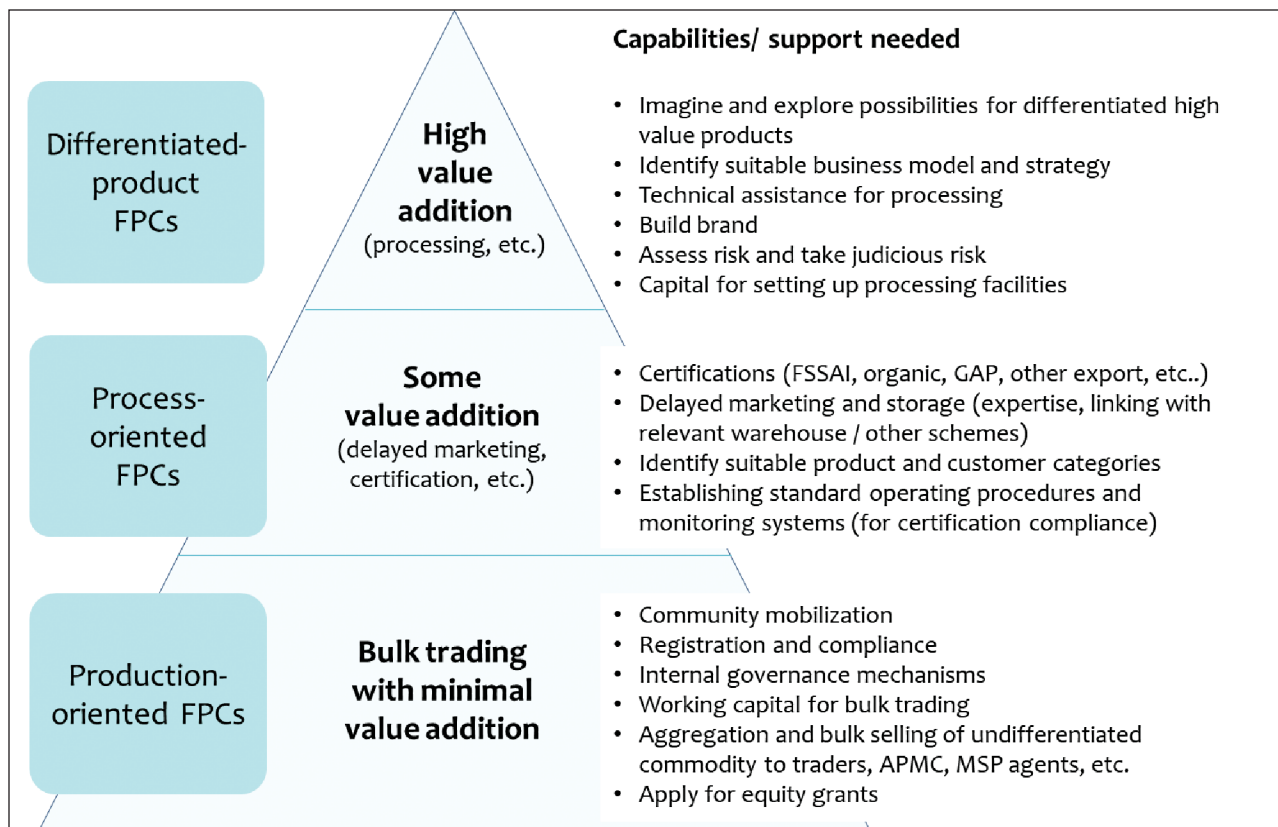 Capabilities/ support needed
Differentiated-
product
FPCs
High
value
addition
(processing, etc.)
• Imagine and explore possibilities for differentiated high
value products
• Identify suitable business model and strategy
• Technical assistance for processing
• Build brand
• Assess risk and take judicious risk
• Capital for setting up processing facilities
Process-
oriented
FPCs
Some
value addition
(delayed marketing,
certification, etc.)
• Certifications (FSSAI, organic, GAP, other export, etc..)
• Delayed marketing and storage (expertise, linking with
relevant warehouse / other schemes)
• Identify suitable product and customer categories
• Establishing standard operating procedures and
monitoring systems (for certification compliance)
Production-
oriented FPCs
Bulk trading
with minimal
value addition
• Community mobilization
• Registration and compliance
• Internal governance mechanisms
• Working capital for bulk trading
• Aggregation and bulk selling of undifferentiated
commodity to traders, APMC, MSP agents, etc.
• Apply for equity grants